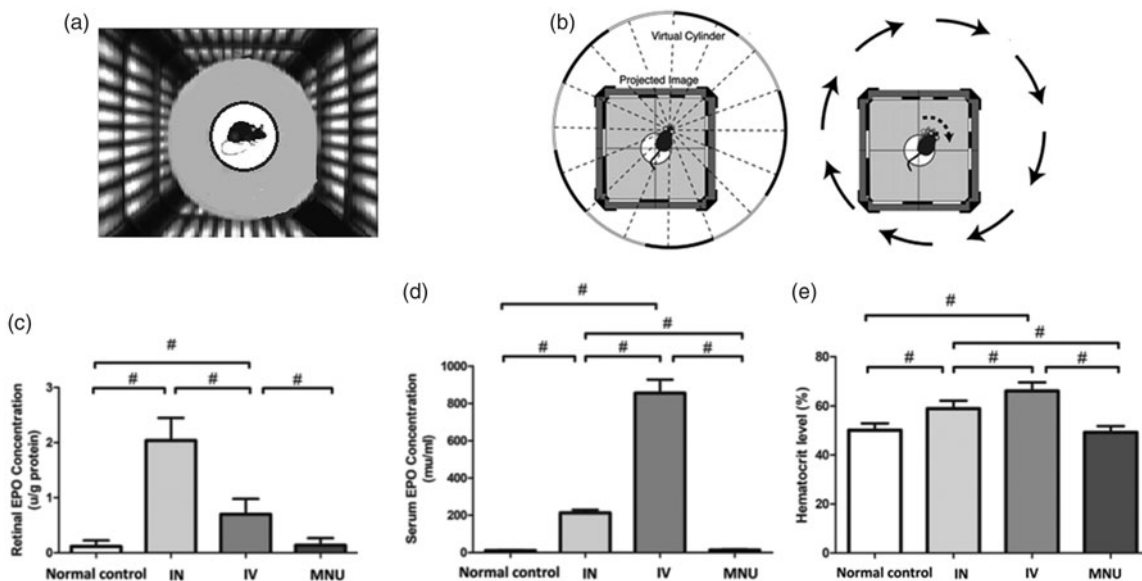 (a)
(b)
Virtual Cylinder
Projected Image
(c)
#
#
#
#
3
2
1
0
Retinal EPO Concentration
(u/g protein)
Normal control
IN
IV
MNU
(d)
#
#
#
#
#
1000
800
600
400
200
0
Serum EPO Concentration
(mu/ml)
Normal control
IN
IV
MNU
(e)
#
#
#
#
#
80
60
40
20
0
Hematocrit level (%)
Normal control
IN
IV
MNU